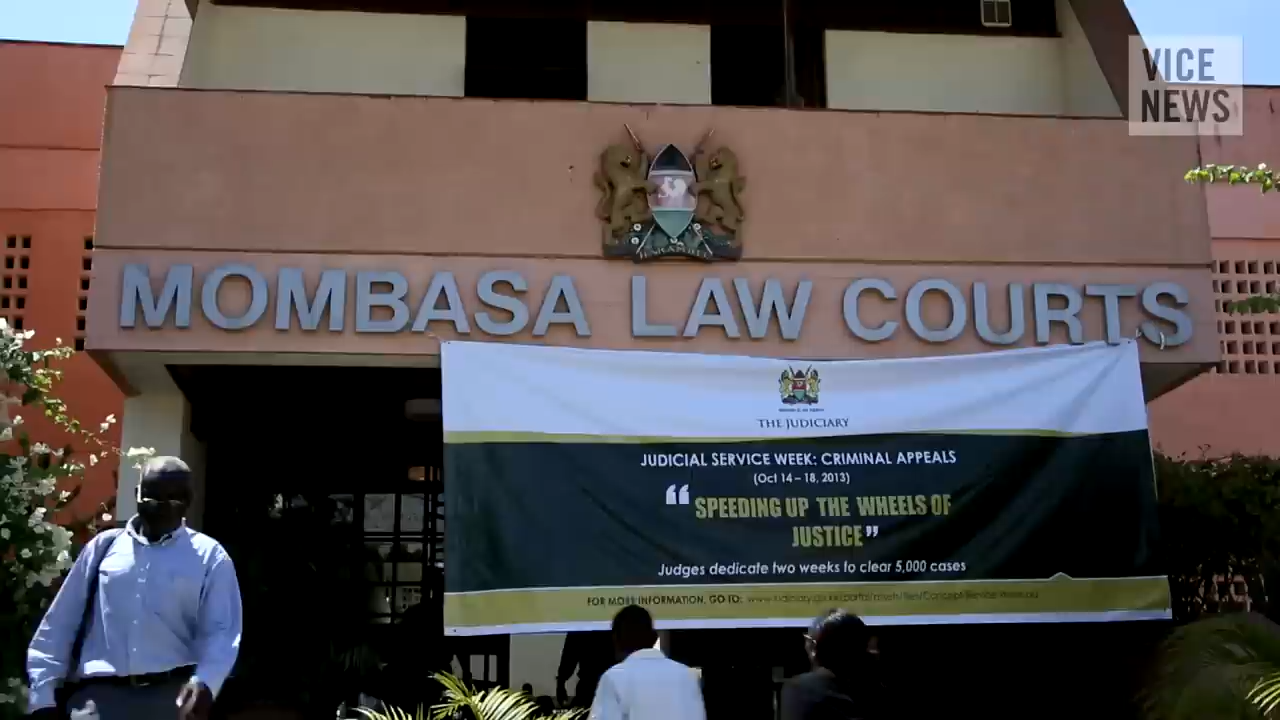 VICE
NEWS
HARAMBEE
MOMBASA LAW COURTS
THE JUDICIARY
JUDICIAL SERVICE WEEK: CRIMINAL APPEALS
(Oct 14 – 18, 2013)
“ SPEEDING UP THE WHEELS OF
JUSTICE ”
Judges dedicate two weeks to clear 5,000 cases
FOR MORE INFORMATION, GO TO: